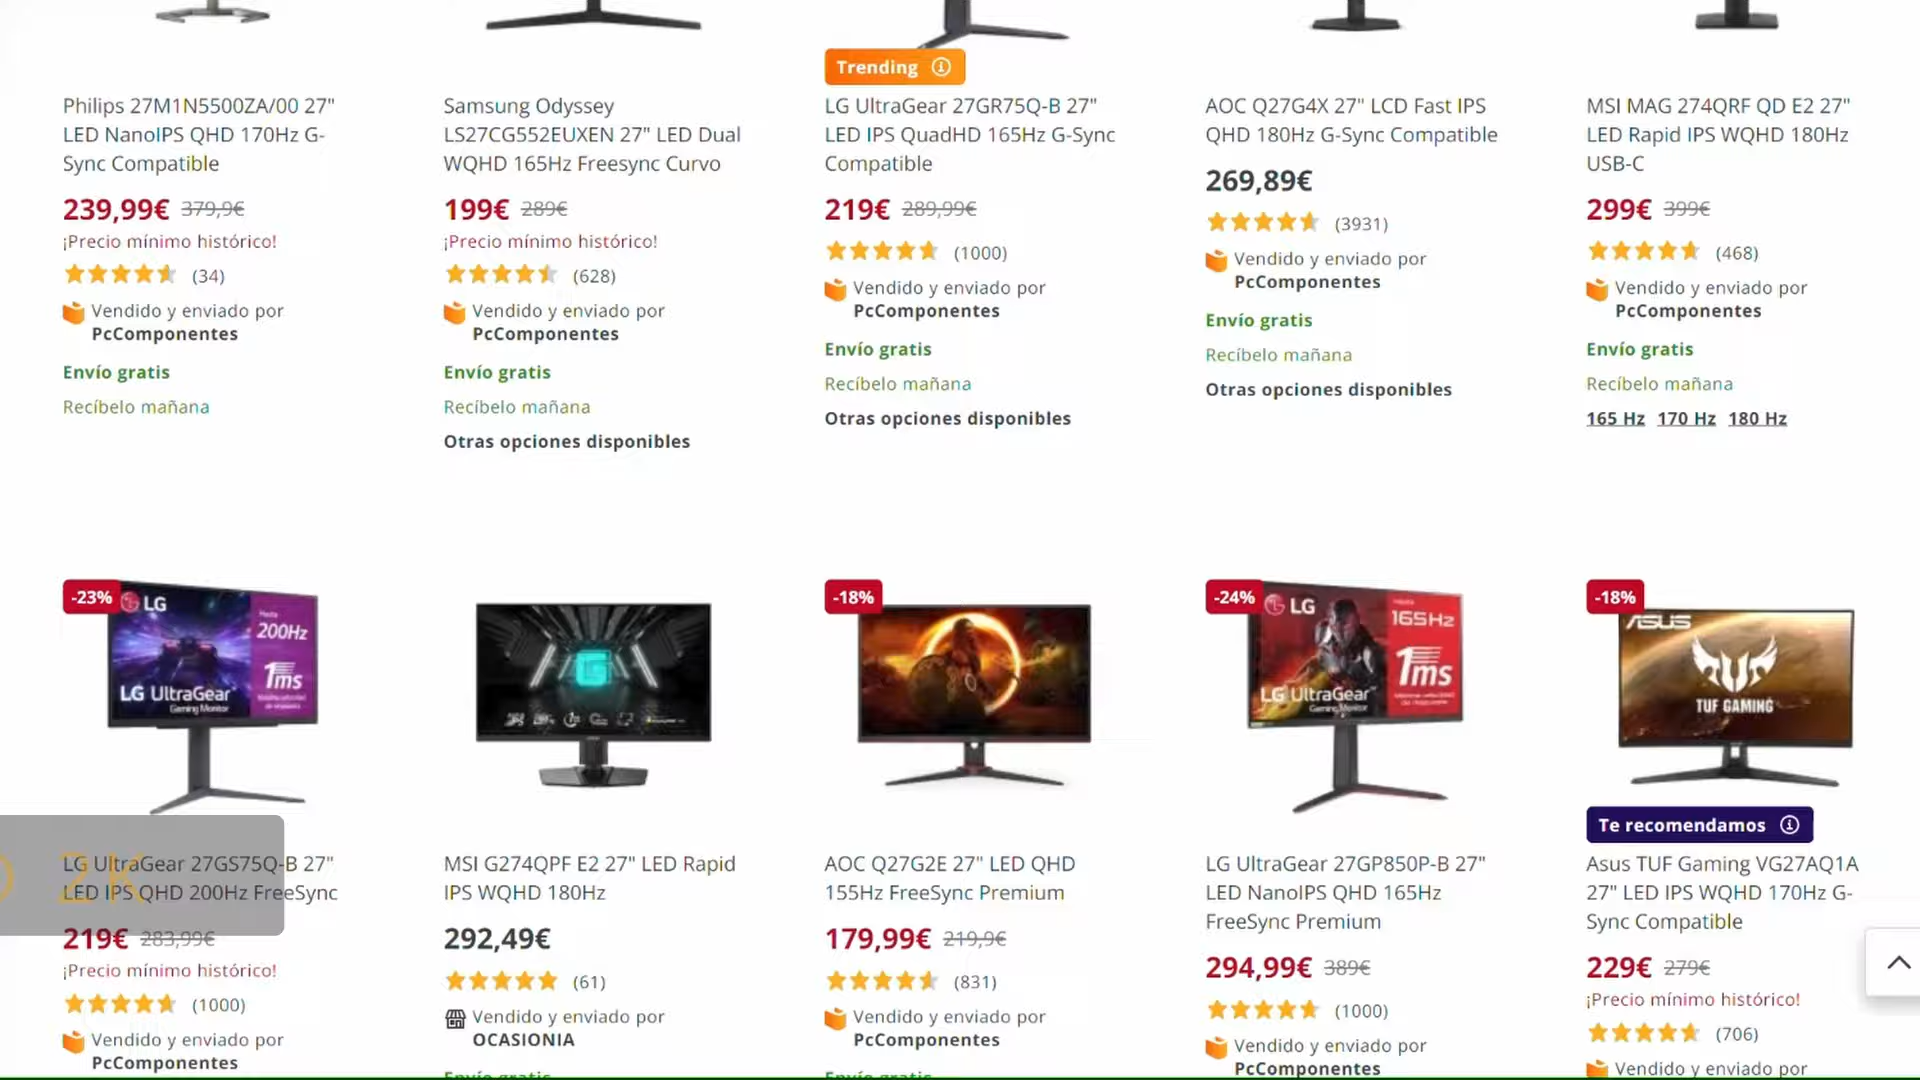 Trending
Philips 27M1N5500ZA/00 27"
LED NanoIPS QHD 170Hz G-
Sync Compatible
239,99€ 379,9€
¡Precio mínimo histórico!
(34)
Vendido y enviado por
PcComponentes
Envío gratis
Recíbelo mañana
Samsung Odyssey
LS27CG552EUXEN 27" LED Dual
WQHD 165Hz Freesync Curvo
199€ 289€
¡Precio mínimo histórico!
(628)
Vendido y enviado por
PcComponentes
Envío gratis
Recíbelo mañana
Otras opciones disponibles
LG UltraGear 27GR75Q-B 27"
LED IPS QuadHD 165Hz G-Sync
Compatible
219€ 289,99€
(1000)
Vendido y enviado por
PcComponentes
Envío gratis
Recíbelo mañana
Otras opciones disponibles
AOC Q27G4X 27" LCD Fast IPS
QHD 180Hz G-Sync Compatible
269,89€
(3931)
Vendido y enviado por
PcComponentes
Envío gratis
Recíbelo mañana
Otras opciones disponibles
MSI MAG 274QRF QD E2 27"
LED Rapid IPS WQHD 180Hz
USB-C
299€ 399€
(468)
Vendido y enviado por
PcComponentes
Envío gratis
Recíbelo mañana
165 Hz 170 Hz 180 Hz
-23%
LG
Hasta
200Hz
1ms
LG UltraGear
Gaming Monitor
2K
LG UltraGear 27GS75Q-B 27"
LED IPS QHD 200Hz FreeSync
219€ 283,99€
¡Precio mínimo histórico!
(1000)
Vendido y enviado por
PcComponentes
MSI G274QPF E2 27" LED Rapid
IPS WQHD 180Hz
292,49€
(61)
Vendido y enviado por
OCASIONIA
Envío gratis
-18%
AOC Q27G2E 27" LED QHD
155Hz FreeSync Premium
179,99€ 219,9€
(831)
Vendido y enviado por
PcComponentes
Envío gratis
-24%
LG
Hasta
165Hz
1ms
LG UltraGear
Gaming Monitor
LG UltraGear 27GP850P-B 27"
LED NanoIPS QHD 165Hz
FreeSync Premium
294,99€ 389€
(1000)
Vendido y enviado por
PcComponentes
-18%
ASUS
TUF GAMING
Te recomendamos
Asus TUF Gaming VG27AQ1A
27" LED IPS WQHD 170Hz G-
Sync Compatible
229€ 279€
¡Precio mínimo histórico!
(706)
Vendido y enviado por